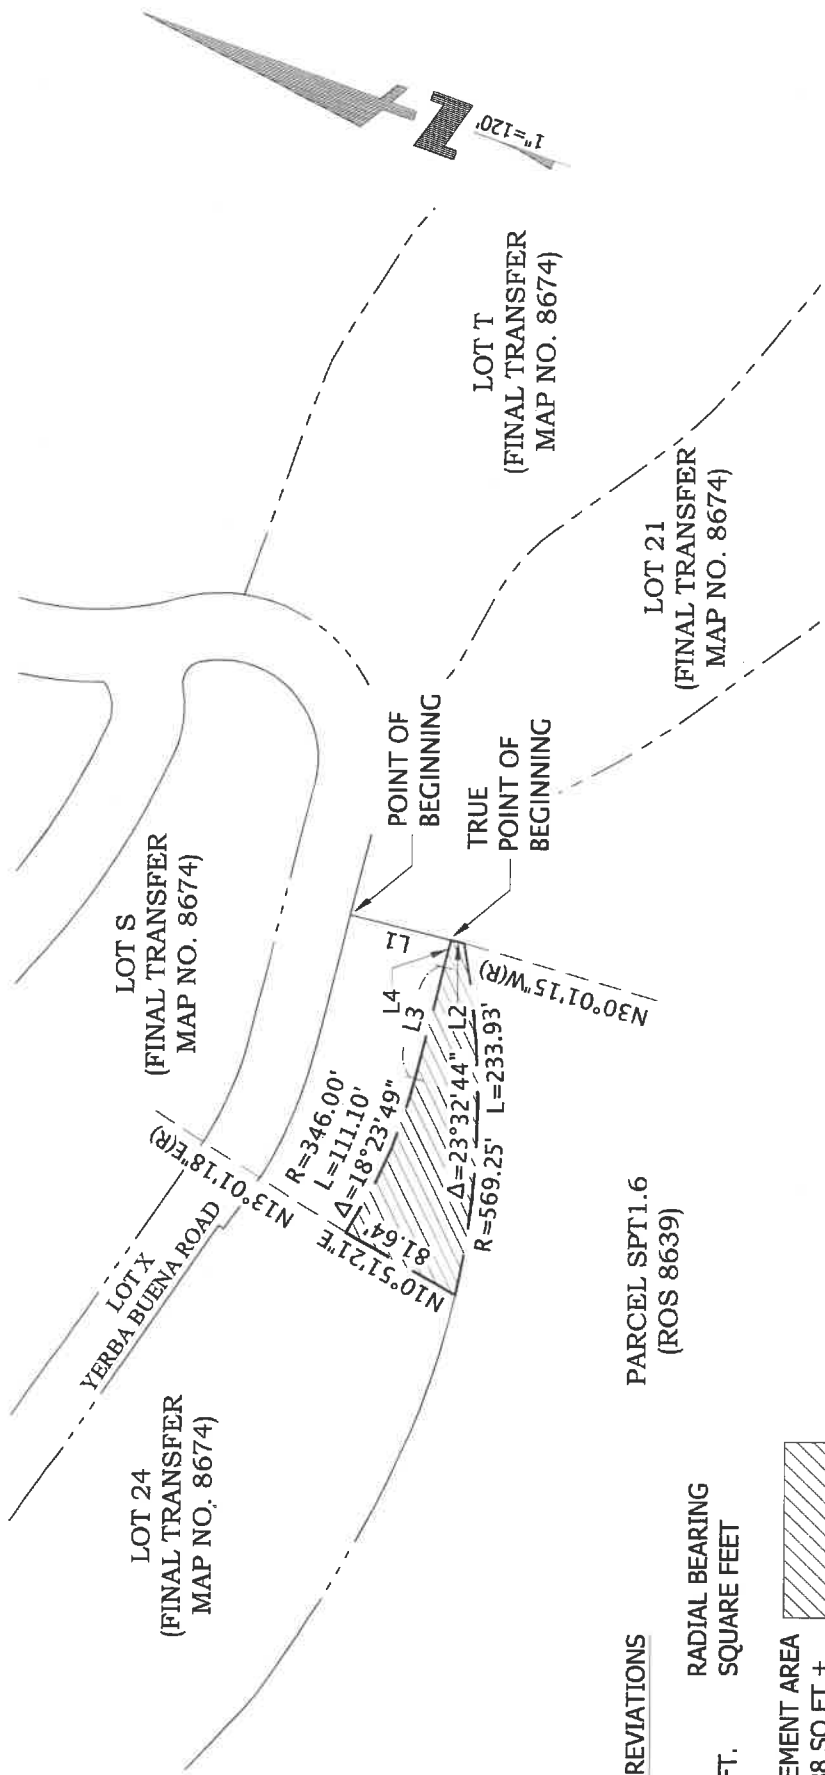 1"=120'
LOT T
(FINAL TRANSFER
MAP NO. 8674)
LOT 21
(FINAL TRANSFER
MAP NO. 8674)
LOT S
(FINAL TRANSFER
MAP NO. 8674)
POINT OF
BEGINNING
TRUE
POINT OF
BEGINNING
L1
L4
L3
L2
N30°01'15"W(R)
N13°01'18"E(R)
R=346.00'
L=111.10'
Δ=18°23'49"
N10°51'21"E
81.64'
Δ=23°32'44"
R=569.25' L=233.93'
LOT X
YERBA BUENA ROAD
LOT 24
(FINAL TRANSFER
MAP NO. 8674)
PARCEL SPT1.6
(ROS 8639)
RADIAL BEARING
SQUARE FEET